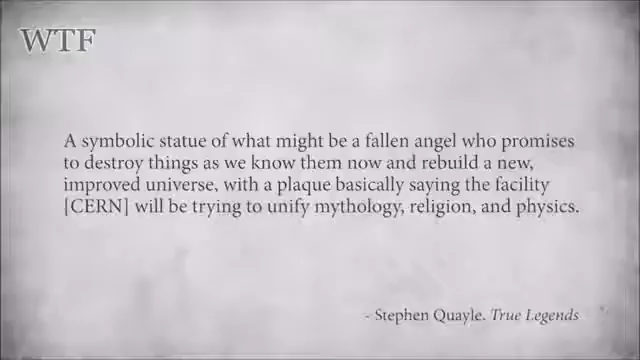 WTF
A symbolic statue of what might be a fallen angel who promises
to destroy things as we know them now and rebuild a new,
improved universe, with a plaque basically saying the facility
[CERN] will be trying to unify mythology, religion, and physics.
- Stephen Quayle. True Legends